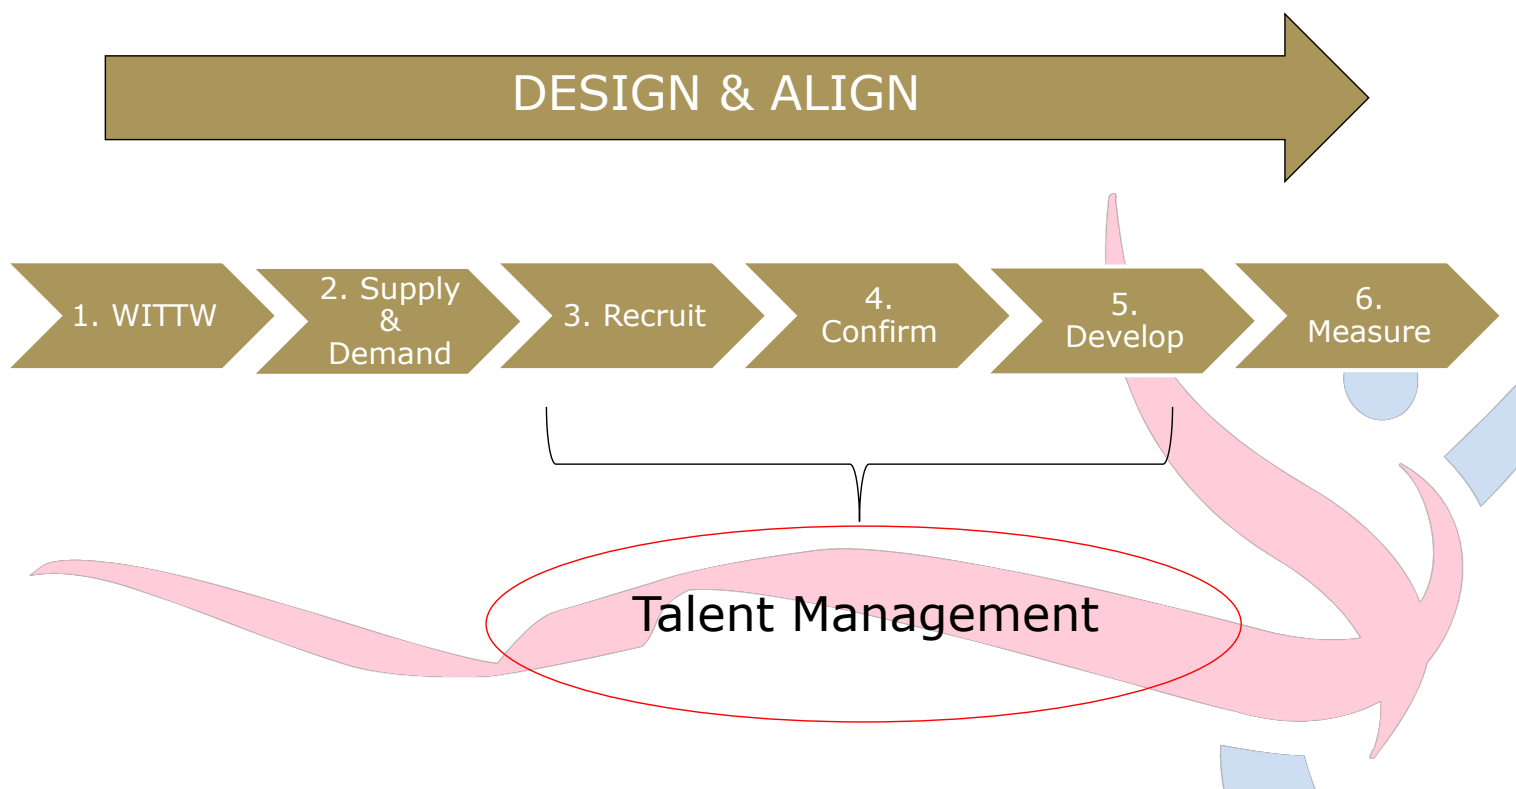 DESIGN & ALIGN
1. WITTW
2. Supply
&
Demand
3. Recruit
4.
Confirm
5.
Develop
6.
Measure
Talent Management